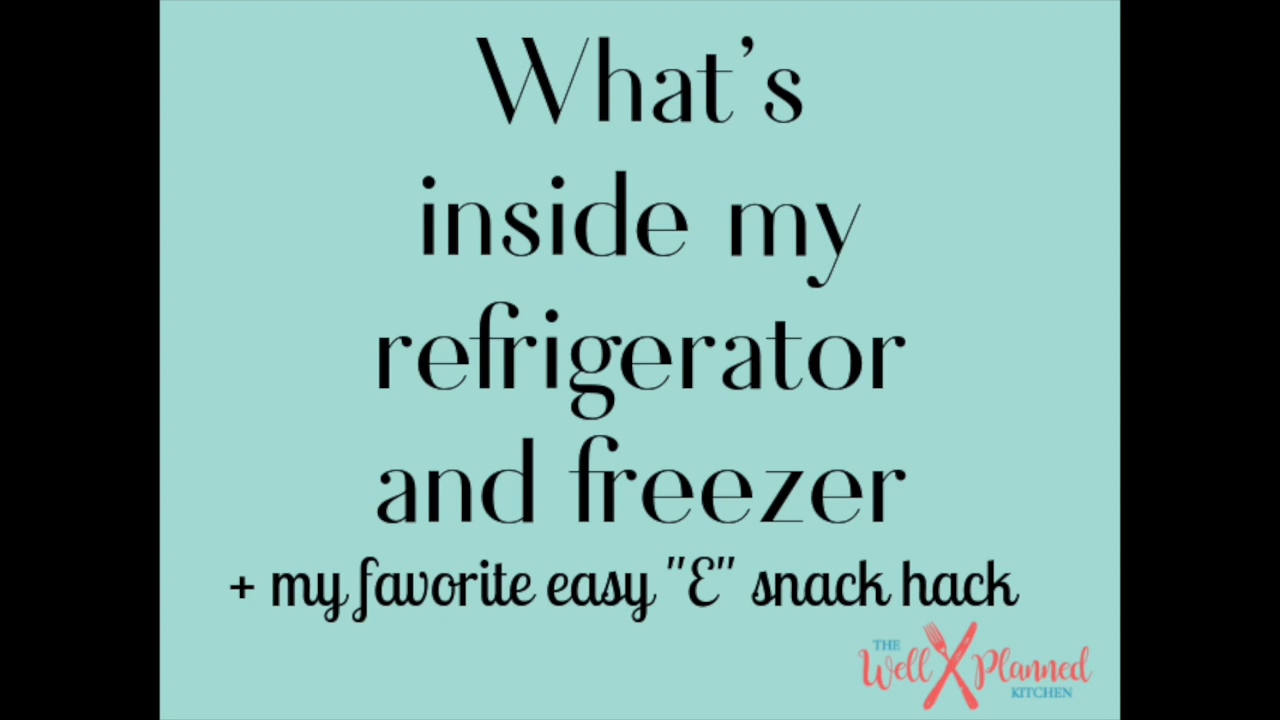 What’s
inside my
refrigerator
and freezer
+ my favorite easy "E" snack hack
THE
Well Planned
KITCHEN